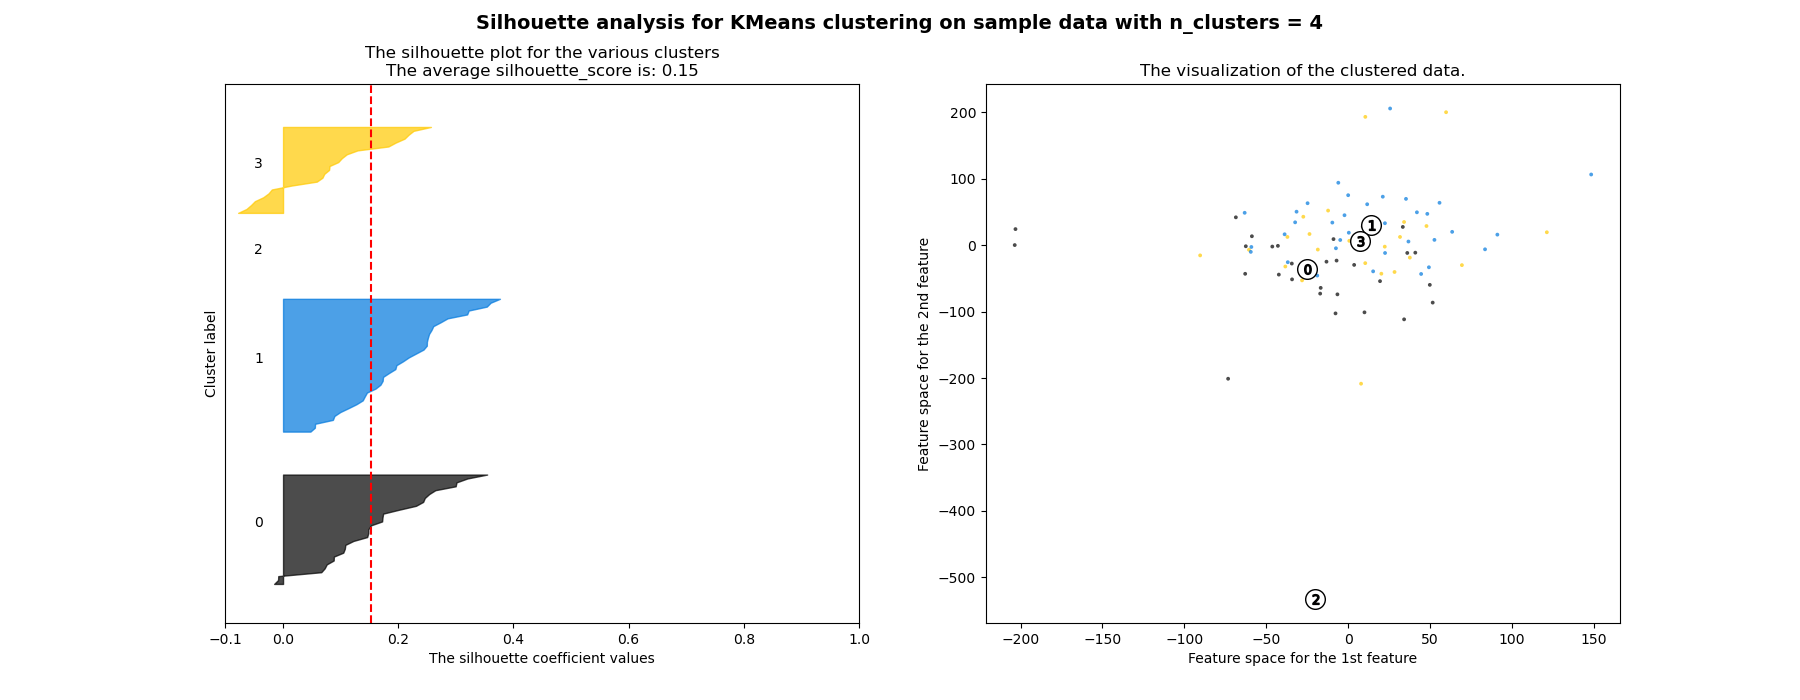 Silhouette analysis for KMeans clustering on sample data with n_clusters = 4
The silhouette plot for the various clusters
The average silhouette_score is: 0.15
Cluster label
3
2
1
0
−0.1 0.0 0.2 0.4 0.6 0.8 1.0
The silhouette coefficient values
The visualization of the clustered data.
Feature space for the 2nd feature
200
100
0
−100
−200
−300
−400
−500
1
3
0
2
−200 −150 −100 −50 0 50 100 150
Feature space for the 1st feature